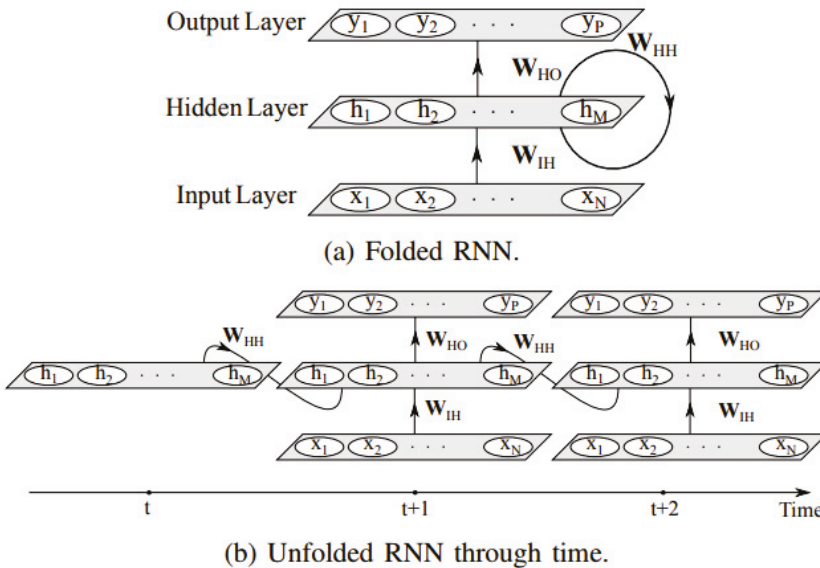 Output Layer y1 y2 · · · yP
WHH
WHO
Hidden Layer h1 h2 · · · hM
WIH
Input Layer x1 x2 · · · xN
(a) Folded RNN.
y1 y2 · · · yP y1 y2 · · · yP
WHH WHO WHH WHO
h1 h2 · · · hM h1 h2 · · · hM h1 h2 · · · hM
WIH WIH
x1 x2 · · · xN x1 x2 · · · xN
t t+1 t+2 Time
(b) Unfolded RNN through time.